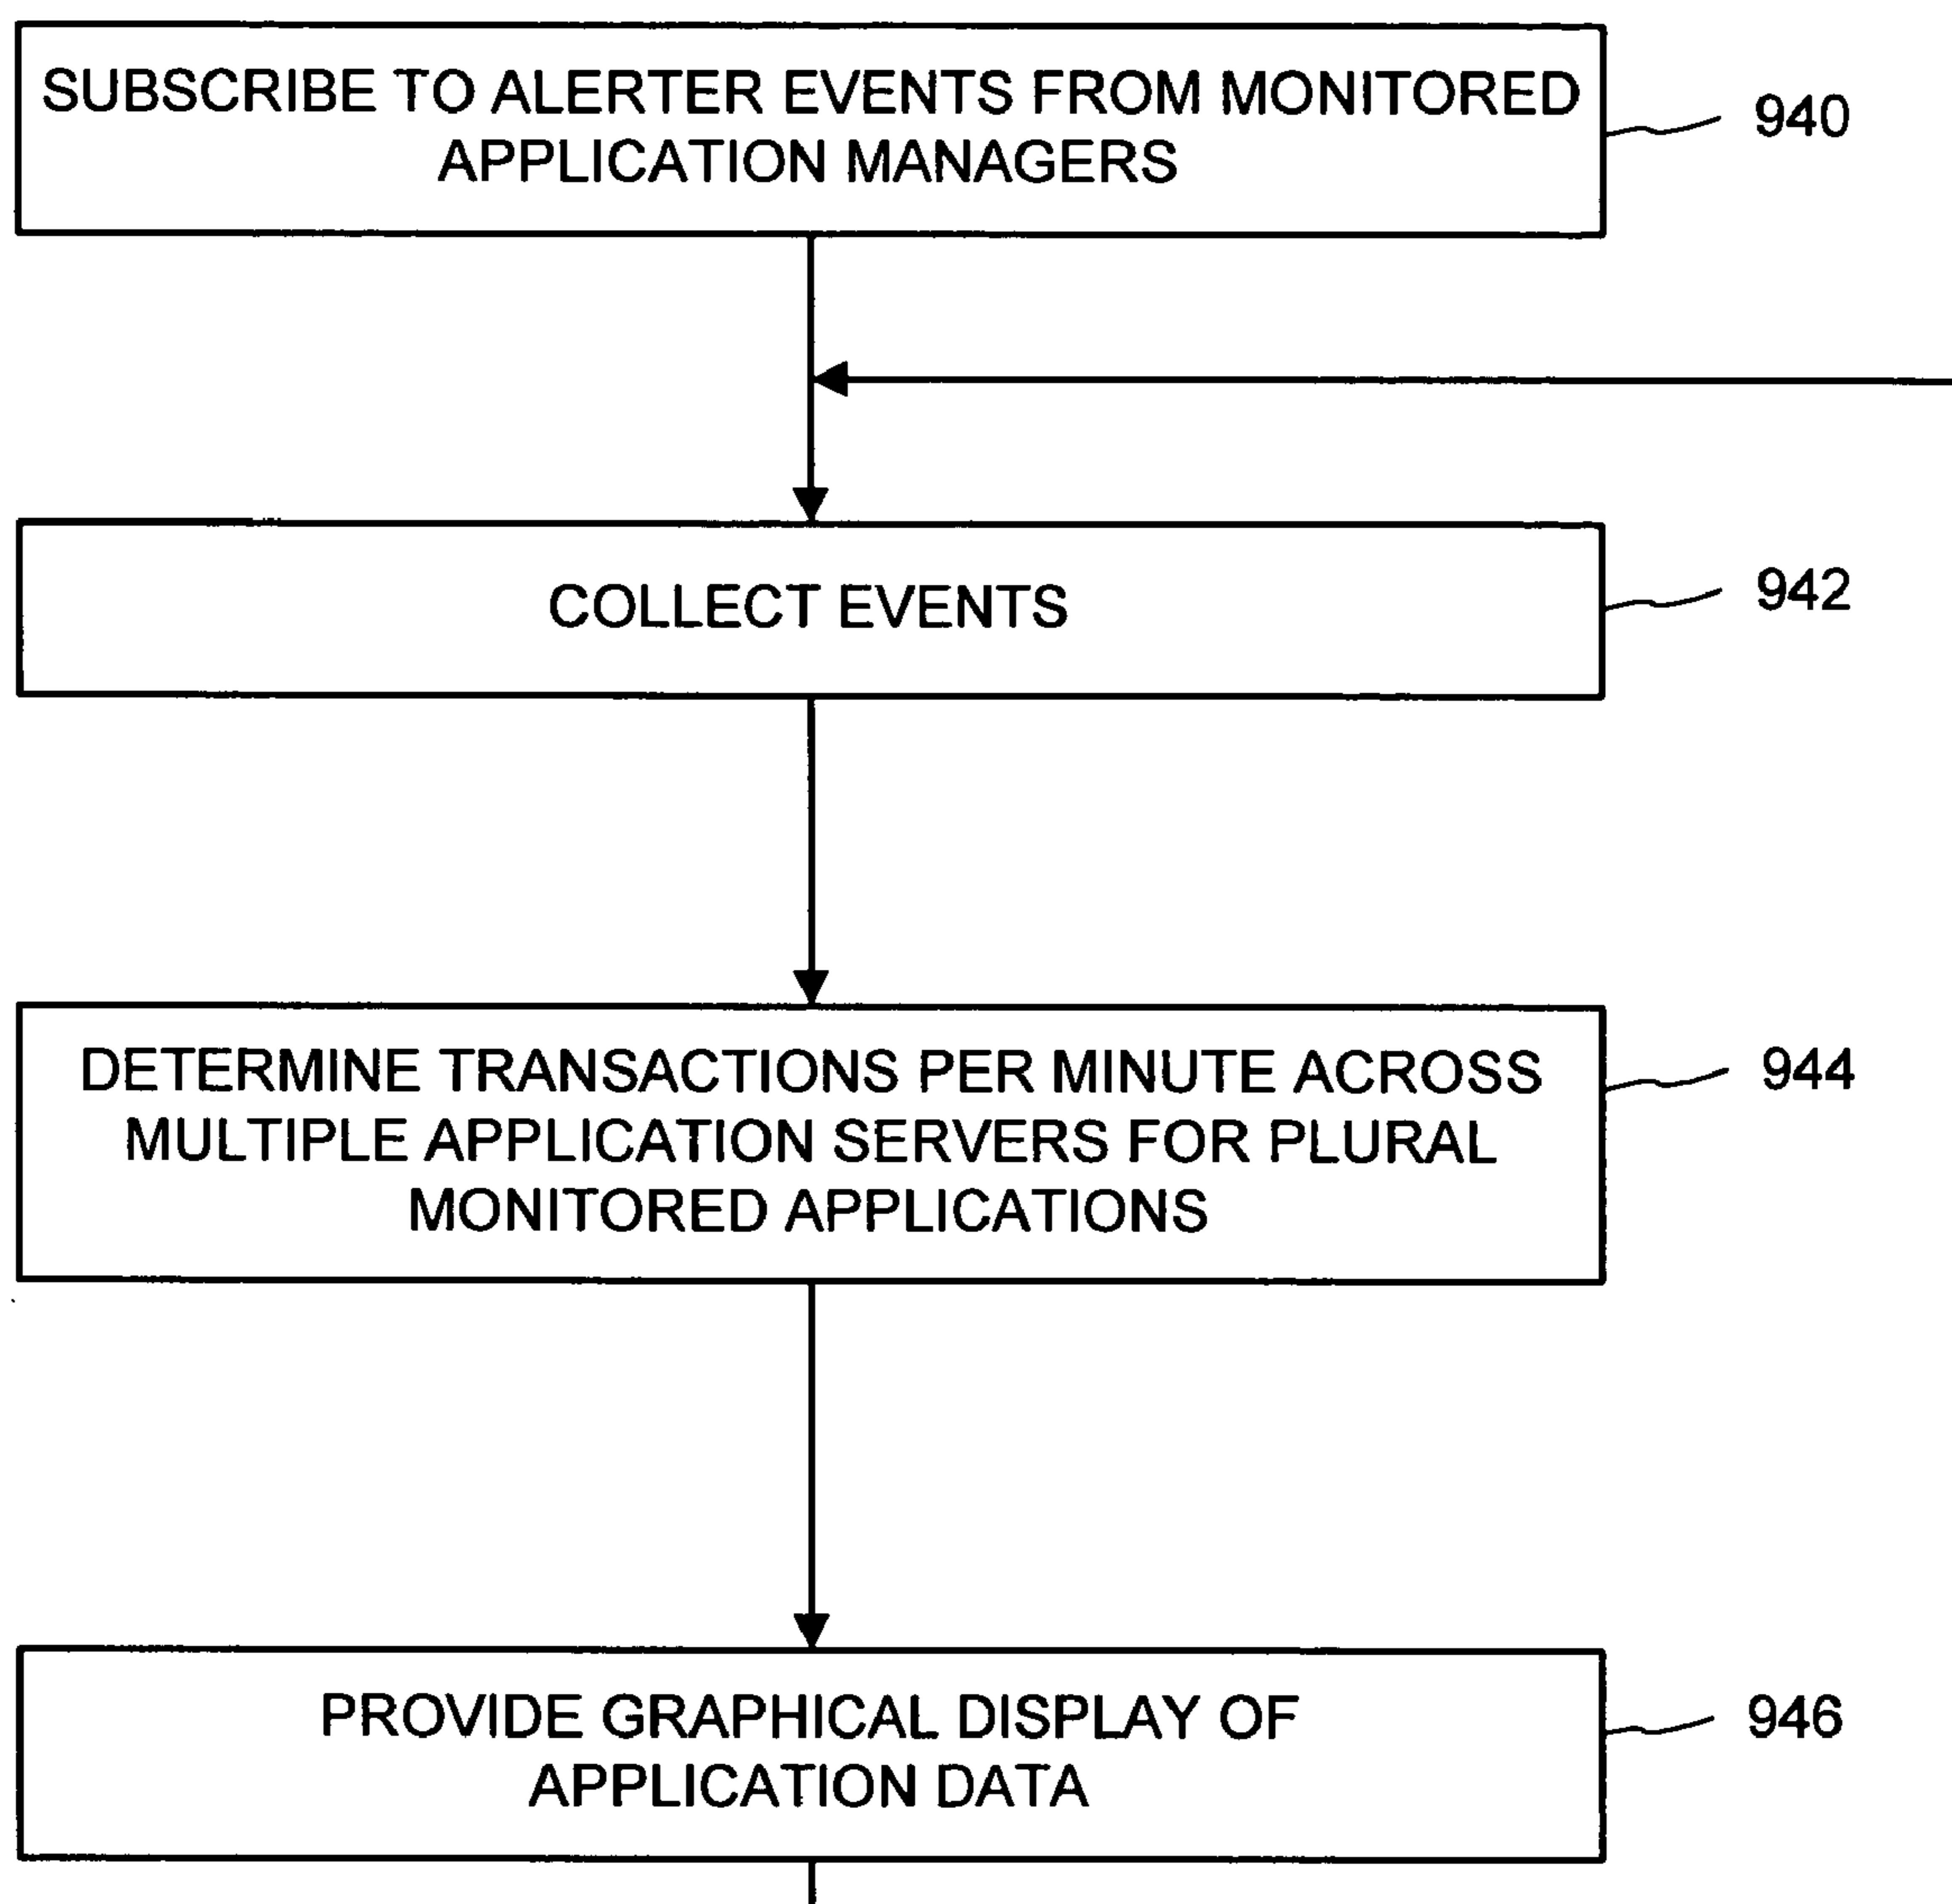 SUBSCRIBE TO ALERTER EVENTS FROM MONITORED
APPLICATION MANAGERS
940
COLLECT EVENTS
942
DETERMINE TRANSACTIONS PER MINUTE ACROSS
MULTIPLE APPLICATION SERVERS FOR PLURAL
MONITORED APPLICATIONS
944
PROVIDE GRAPHICAL DISPLAY OF
APPLICATION DATA
946